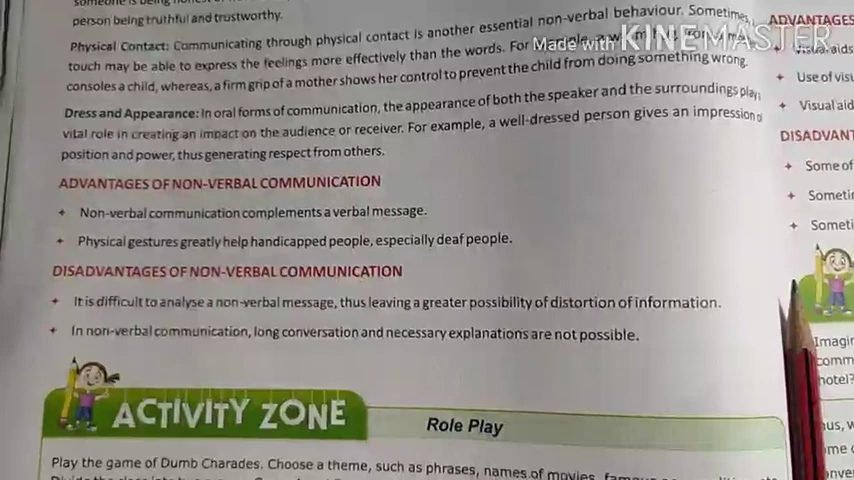 person being truthful and trustworthy.
Physical Contact: Communicating through physical contact is another essential non-verbal behaviour. Sometimes,
touch may be able to express the feelings more effectively than the words. For
consoles a child, whereas, a firm grip of a mother shows her control to prevent the child from doing something wrong.
Dress and Appearance: In oral forms of communication, the appearance of both the speaker and the surroundings play
vital role in creating an impact on the audience or receiver. For example, a well-dressed person gives an impression
position and power, thus generating respect from others.
ADVANTAGES OF NON-VERBAL COMMUNICATION
+ Non-verbal communication complements a verbal message.
+ Physical gestures greatly help handicapped people, especially deaf people.
DISADVANTAGES OF NON-VERBAL COMMUNICATION
+ It is difficult to analyse a non-verbal message, thus leaving a greater possibility of distortion of information.
+ In non-verbal communication, long conversation and necessary explanations are not possible.
ACTIVITY ZONE
Role Play
Play the game of Dumb Charades. Choose a theme, such as phrases, names of movies,
Made with KINEMASTER
ADVANTAGES
+ Visual aids
+ Use of
+ Visual aid
+ Some of
hotel?